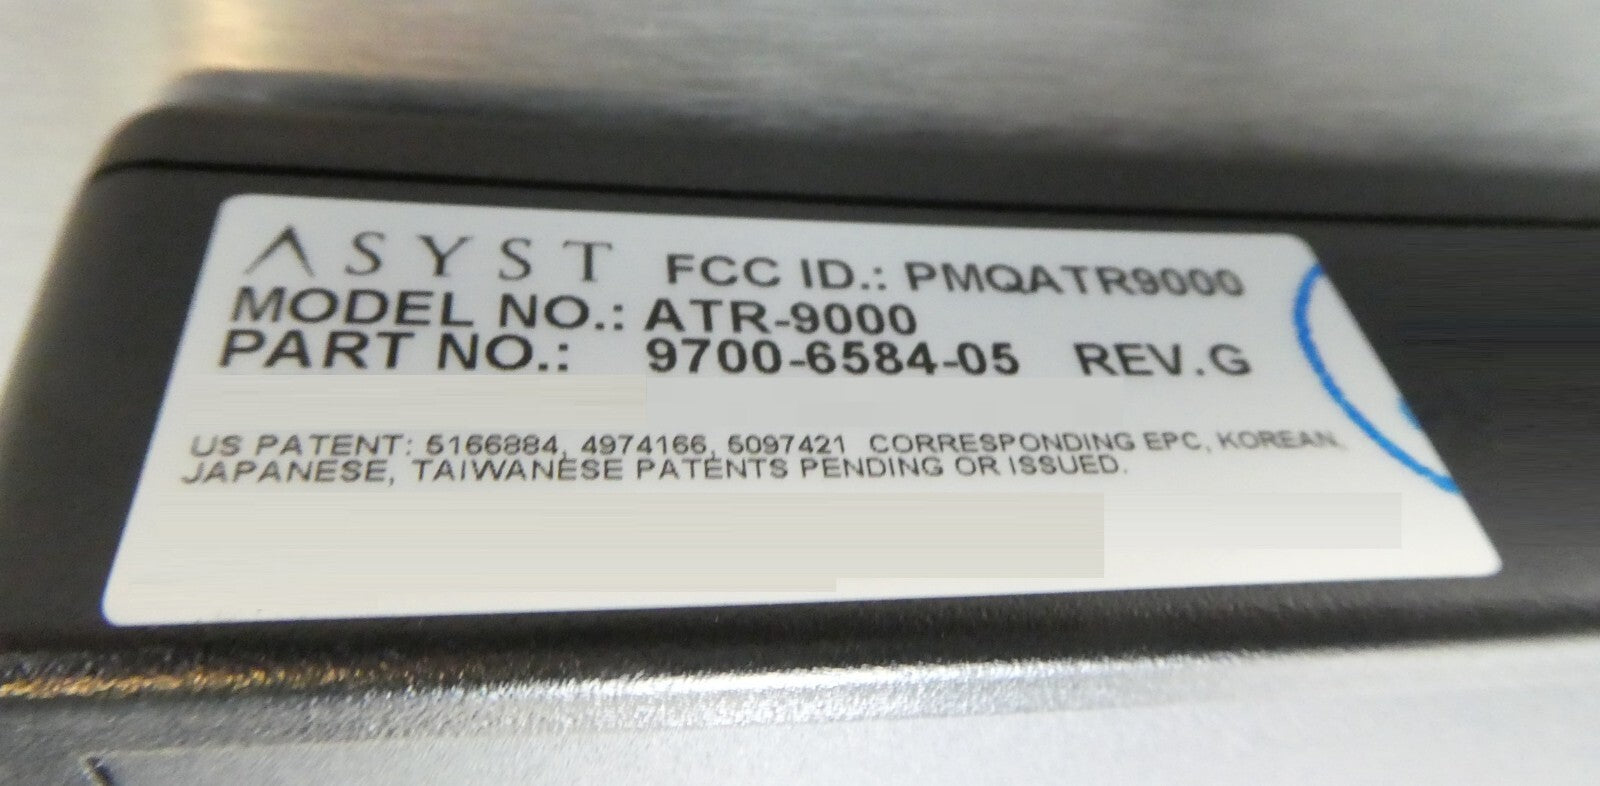 ASYST FCC ID.: PMQATR9000
MODEL NO.: ATR-9000
PART NO.: 9700-6584-05 REV.G
US PATENT: 5166884, 4974166, 5097421 CORRESPONDING EPC, KOREAN,
JAPANESE, TAIWANESE PATENTS PENDING OR ISSUED.